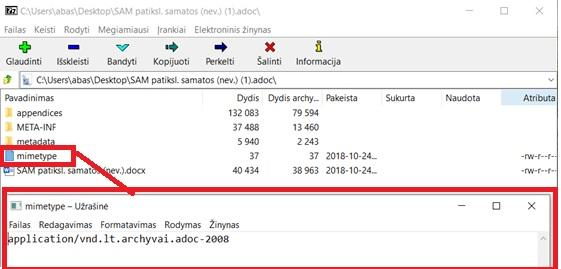 7z C:\Users\abas\Desktop\SAM patiksl. samatos (nev.) (1).adoc\
Failas Keisti Rodyti Mėgiamiausi Įrankiai Elektroninis žinynas
Glaudinti Išskleisti Bandyti Kopijuoti Perkelti Šalinti Informacija
C:\Users\abas\Desktop\SAM patiksl. samatos (nev.) (1).adoc\
Pavadinimas Dydis Dydis archy... Pakeista Sukurta Naudota Atributa
appendices 132 083 79 594
META-INF 37 488 13 460
metadata 5 940 2 243
mimetype 37 37 2018-10-24... -rw-r--r--
SAM patiksl. samatos (nev.).docx 40 434 38 963 2018-10-24... -rw-r--r--
mimetype – Užrašinė
Failas Redagavimas Formatavimas Rodymas Žinynas
application/vnd.lt.archyvai.adoc-2008